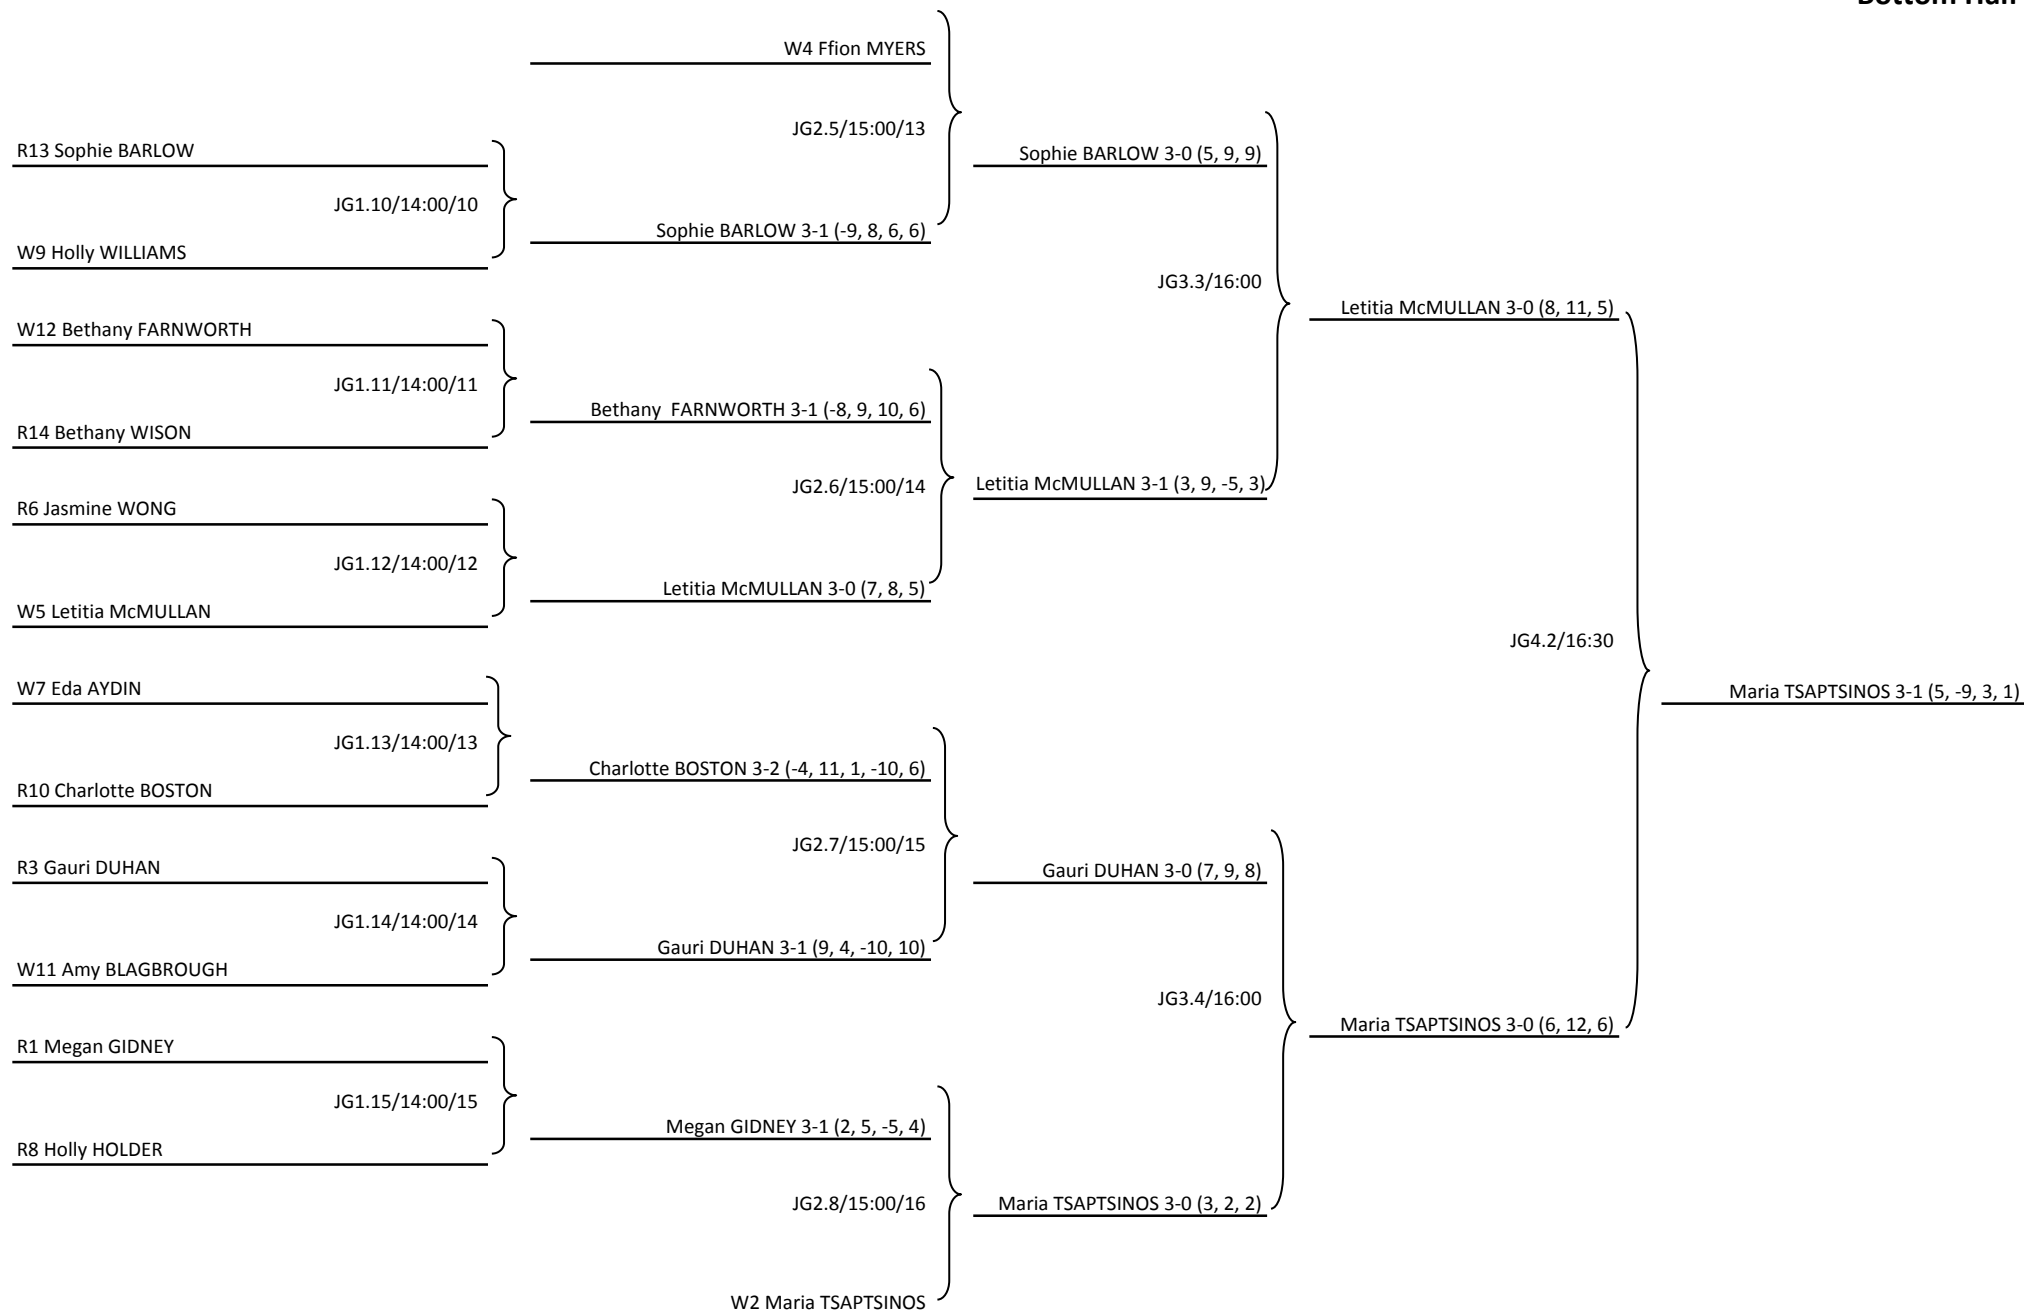 Bottom Half
W4 Ffion MYERS
JG2.5/15:00/13
R13 Sophie BARLOW
Sophie BARLOW 3-0 (5, 9, 9)
JG1.10/14:00/10
Sophie BARLOW 3-1 (-9, 8, 6, 6)
W9 Holly WILLIAMS
JG3.3/16:00
Letitia McMULLAN 3-0 (8, 11, 5)
W12 Bethany FARNWORTH
JG1.11/14:00/11
Bethany  FARNWORTH 3-1 (-8, 9, 10, 6)
R14 Bethany WISON
JG2.6/15:00/14
Letitia McMULLAN 3-1 (3, 9, -5, 3)
R6 Jasmine WONG
JG1.12/14:00/12
Letitia McMULLAN 3-0 (7, 8, 5)
W5 Letitia McMULLAN
JG4.2/16:30
W7 Eda AYDIN
Maria TSAPTSINOS 3-1 (5, -9, 3, 1)
JG1.13/14:00/13
Charlotte BOSTON 3-2 (-4, 11, 1, -10, 6)
R10 Charlotte BOSTON
JG2.7/15:00/15
R3 Gauri DUHAN
Gauri DUHAN 3-0 (7, 9, 8)
JG1.14/14:00/14
Gauri DUHAN 3-1 (9, 4, -10, 10)
W11 Amy BLAGBROUGH
JG3.4/16:00
Maria TSAPTSINOS 3-0 (6, 12, 6)
R1 Megan GIDNEY
JG1.15/14:00/15
Megan GIDNEY 3-1 (2, 5, -5, 4)
R8 Holly HOLDER
JG2.8/15:00/16
Maria TSAPTSINOS 3-0 (3, 2, 2)
W2 Maria TSAPTSINOS